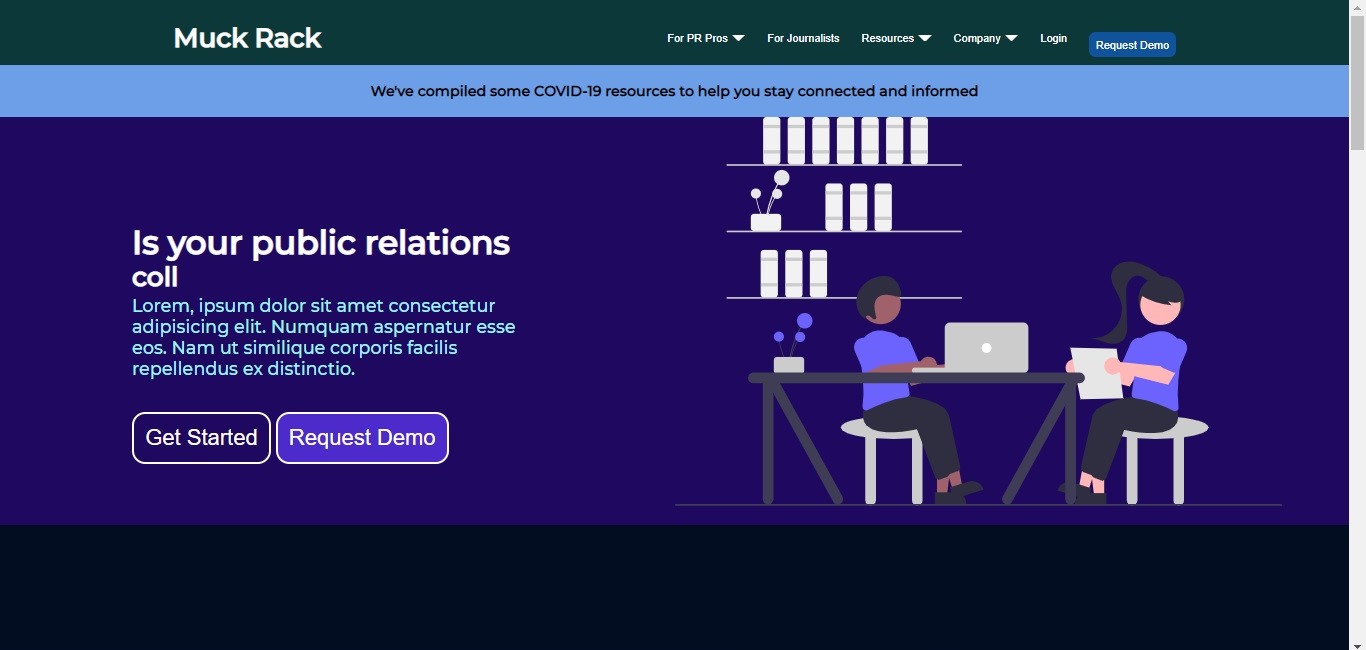 Muck Rack
For PR Pros
For Journalists
Resources
Company
Login
Request Demo
We've compiled some COVID-19 resources to help you stay connected and informed
Is your public relations
coll
Lorem, ipsum dolor sit amet consectetur
adipisicing elit. Numquam aspernatur esse
eos. Nam ut similique corporis facilis
repellendus ex distinctio.
Get Started
Request Demo